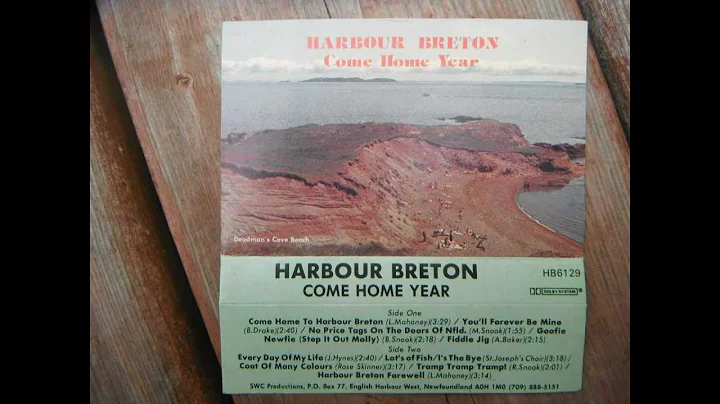 HARBOUR BRETON
Come Home Year
Deadman's Cove Beach
HARBOUR BRETON
HB6129
COME HOME YEAR
DOLBY SYSTEM®
Side One
Come Home To Harbour Breton (L.Mahoney)(3:29) / You'll Forever Be Mine
(B.Drake)(2:40) / No Price Tags On The Doors Of Nfld. (M.Snook)(1:55) / Goofie
Newfie (Step It Out Molly) (B.Snook)(2:18) / Fiddle Jig (A.Baker)(2:15)
Side Two
Every Day Of My Life (J.Hynes)(2:40) / Lot's of Fish/I's The Bye (St.Joseph's Choir)(3:18) /
Coat Of Many Colours (Rose Skinner)(3:17) / Tramp Tramp Tramp! (R.Snook)(2:01) /
Harbour Breton Farewell (L.Mahoney)(3:14)
SWC Productions, P.O. Box 77, English Harbour West, Newfoundland A0H 1M0 (709) 888-5151